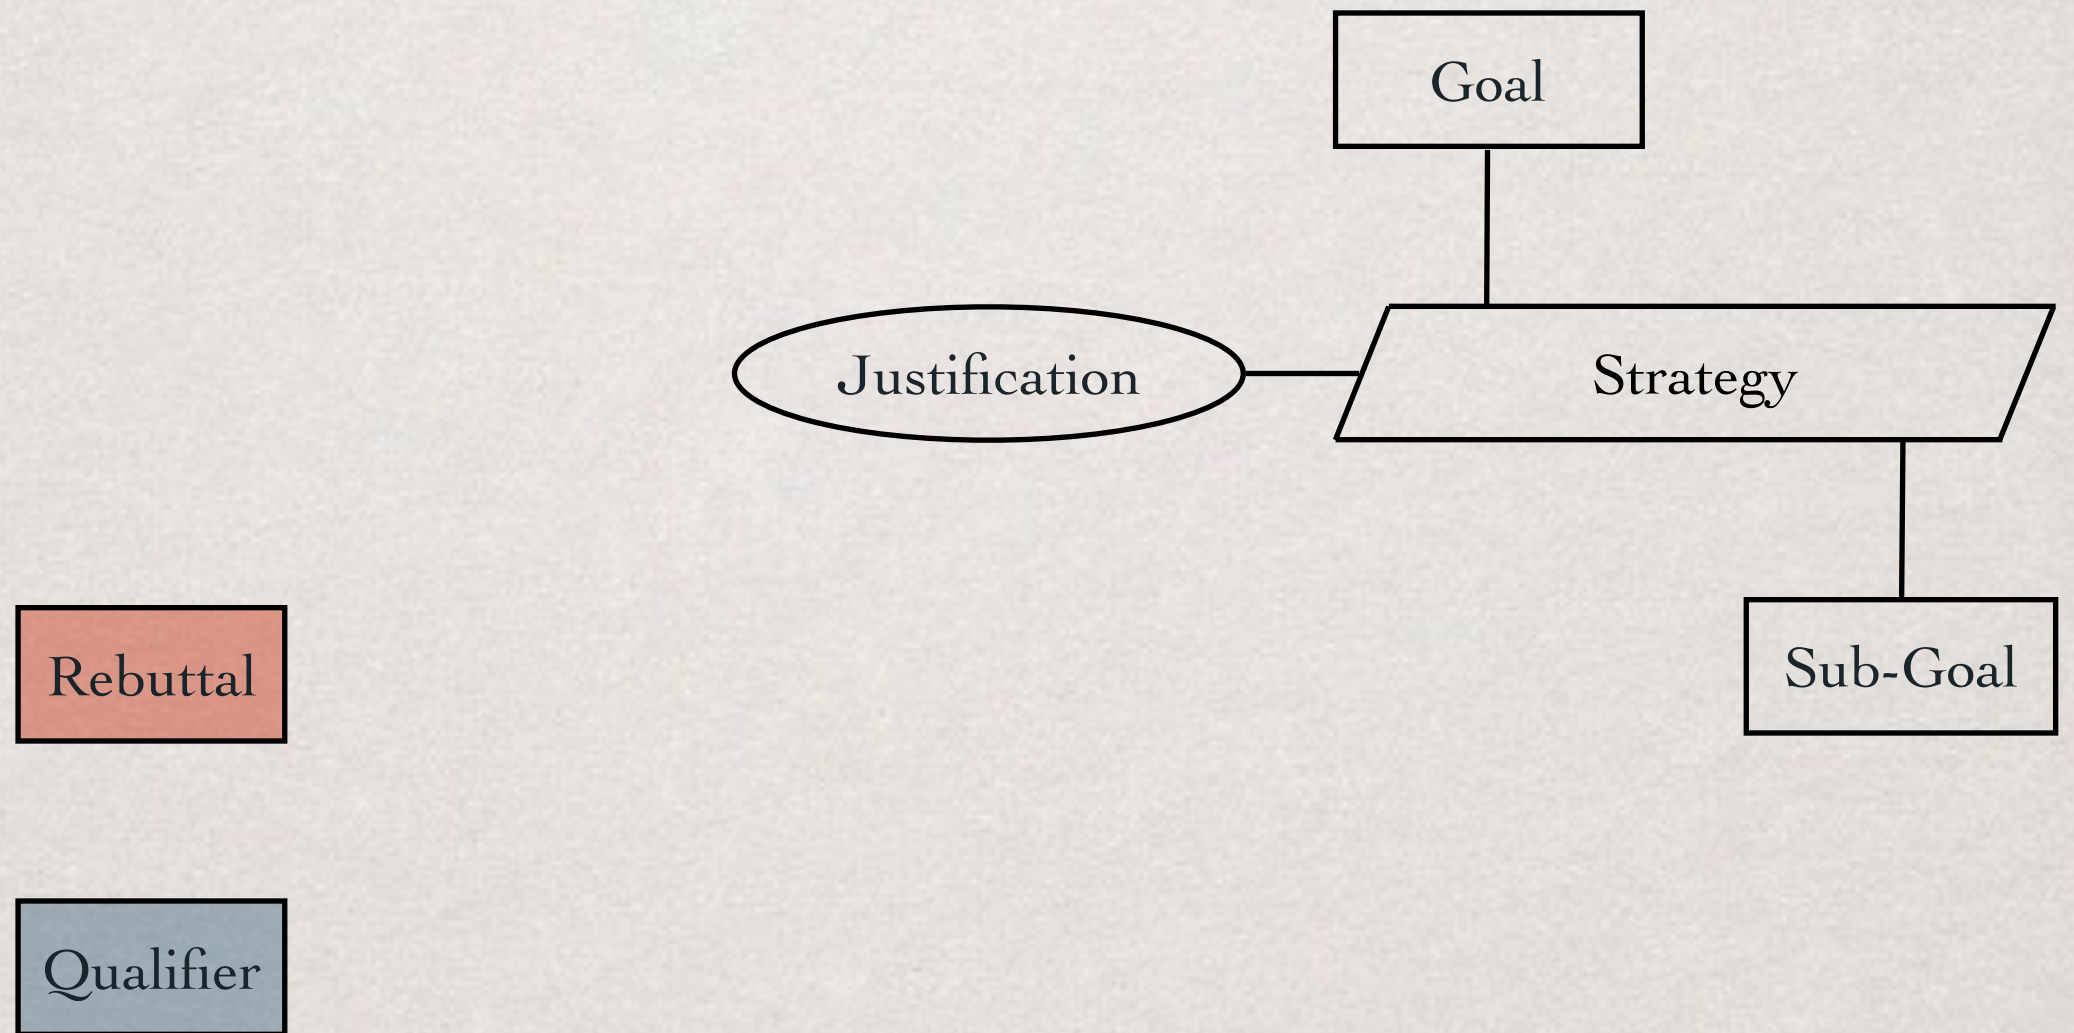 Goal
Justification
Strategy
Rebuttal
Sub-Goal
Qualifier